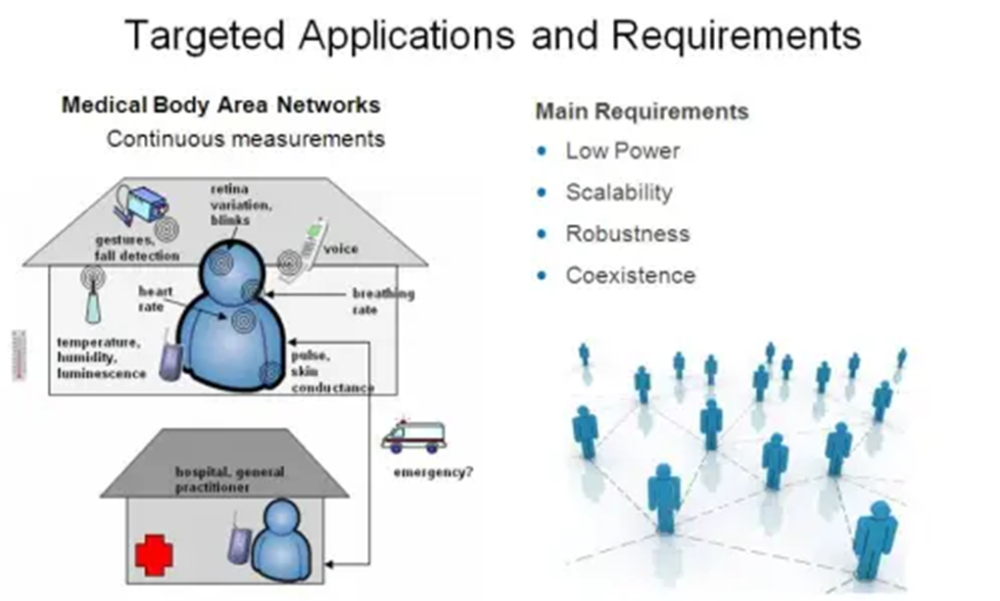 Targeted Applications and Requirements
Medical Body Area Networks
Continuous measurements
retina
variation,
blinks
gestures,
fall detection
voice
heart
rate
breathing
rate
temperature,
humidity,
luminescence
pulse,
skin
conductance
hospital, general
practitioner
emergency?
Main Requirements
Low Power
Scalability
Robustness
Coexistence